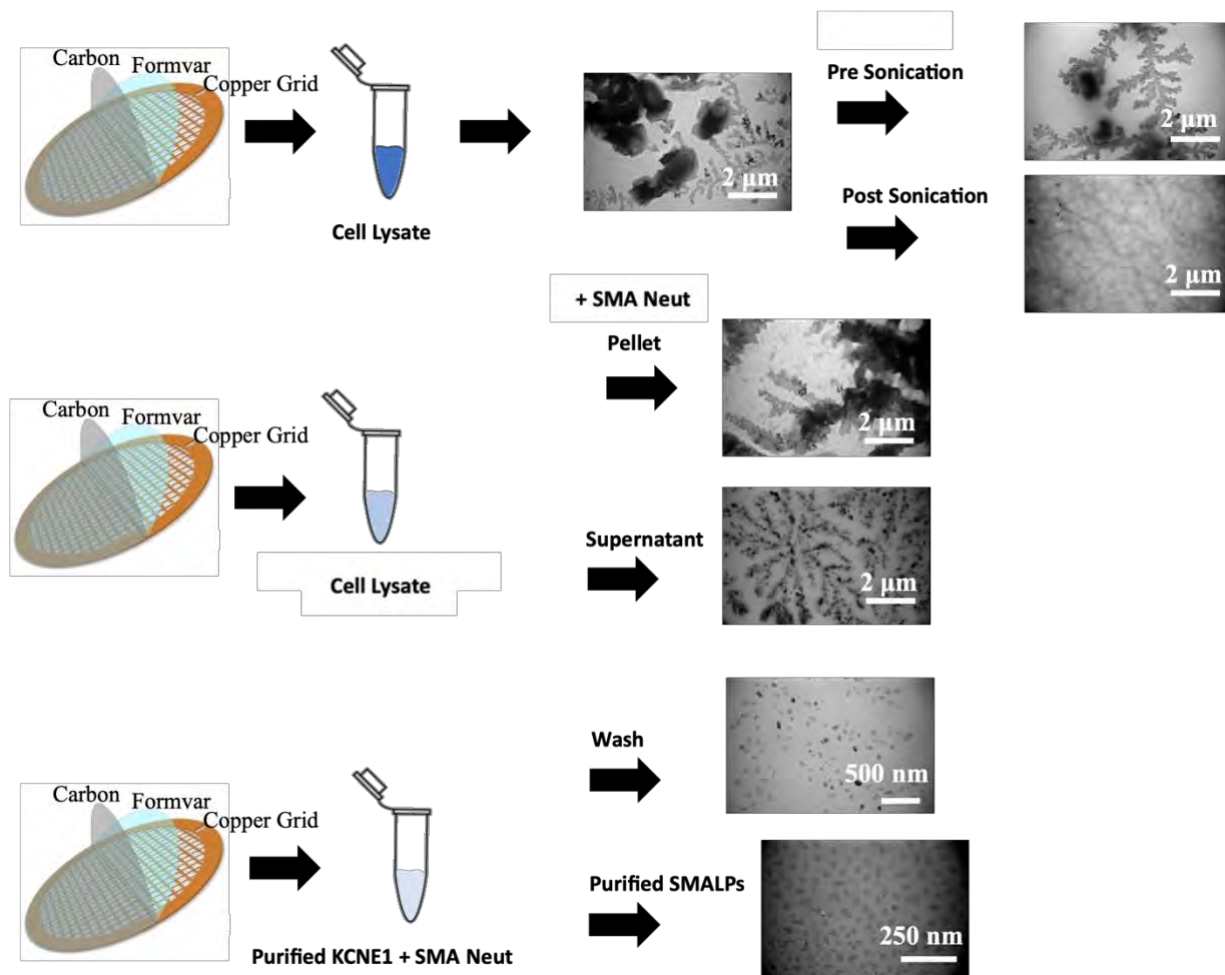 Carbon
Formvar
Copper Grid
Cell Lysate
2 µm
Pre Sonication
2 µm
Post Sonication
2 µm
+ SMA Neut
Pellet
2 µm
Carbon
Formvar
Copper Grid
Cell Lysate
Supernatant
2 µm
Wash
500 nm
Carbon
Formvar
Copper Grid
Purified KCNE1 + SMA Neut
Purified SMALPs
250 nm